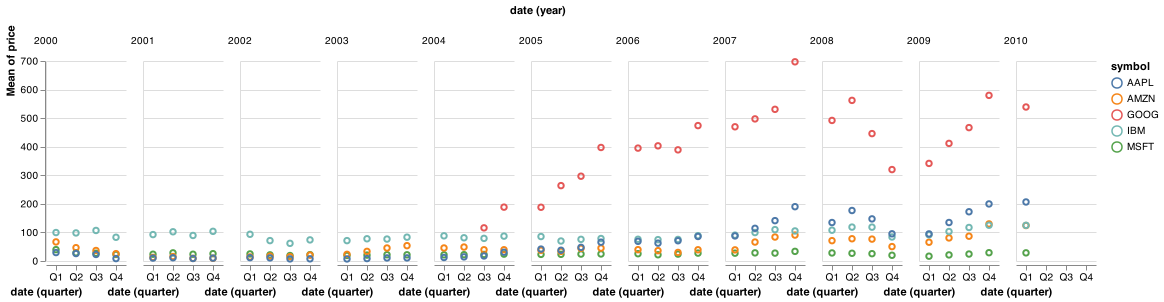 date (year)
2000 2001 2002 2003 2004 2005 2006 2007 2008 2009 2010
Mean of price
700
600
500
400
300
200
100
0
Q1 Q2 Q3 Q4 Q1 Q2 Q3 Q4 Q1 Q2 Q3 Q4 Q1 Q2 Q3 Q4 Q1 Q2 Q3 Q4 Q1 Q2 Q3 Q4 Q1 Q2 Q3 Q4 Q1 Q2 Q3 Q4 Q1 Q2 Q3 Q4 Q1 Q2 Q3 Q4 Q1 Q2 Q3 Q4
date (quarter) date (quarter) date (quarter) date (quarter) date (quarter) date (quarter) date (quarter) date (quarter) date (quarter) date (quarter) date (quarter)
symbol
AAPL
AMZN
GOOG
IBM
MSFT